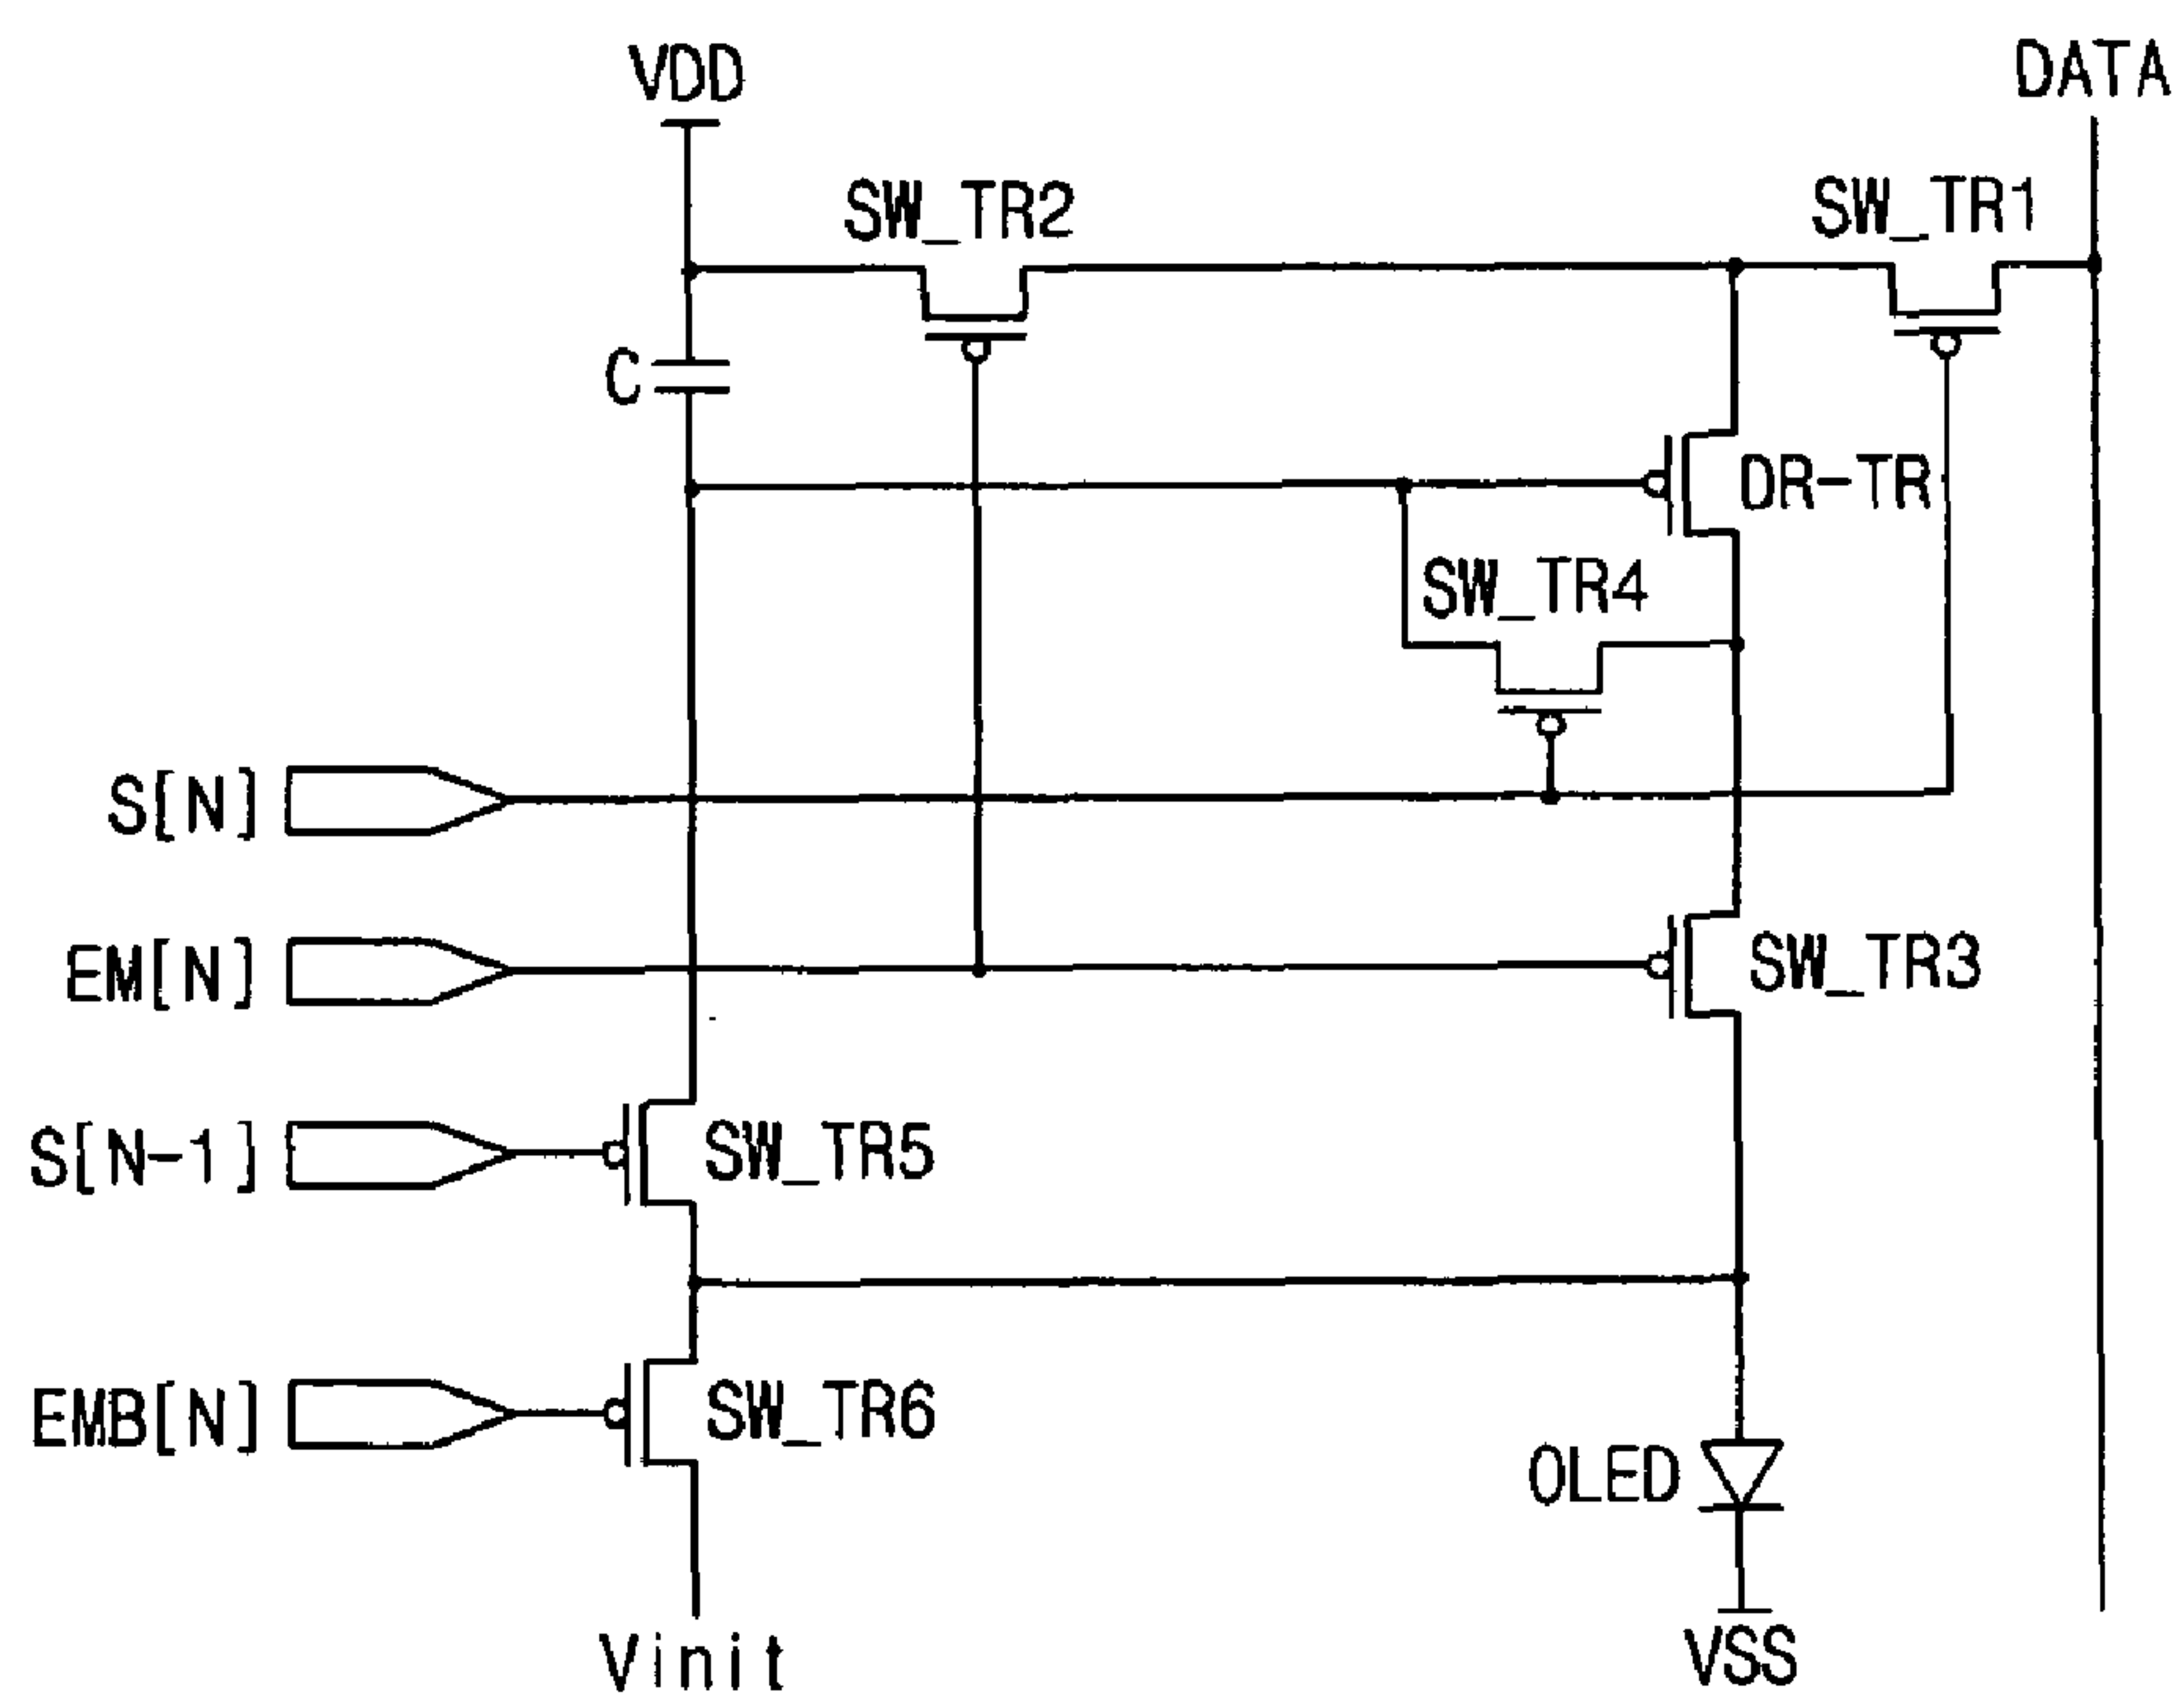 VDD
DATA
SW_TR2
SW_TR1
C
DR-TR
SW_TR4
S[N]
EM[N]
SW_TR3
S[N-1]
SW_TR5
EMB[N]
SW_TR6
OLED
Vinit
VSS